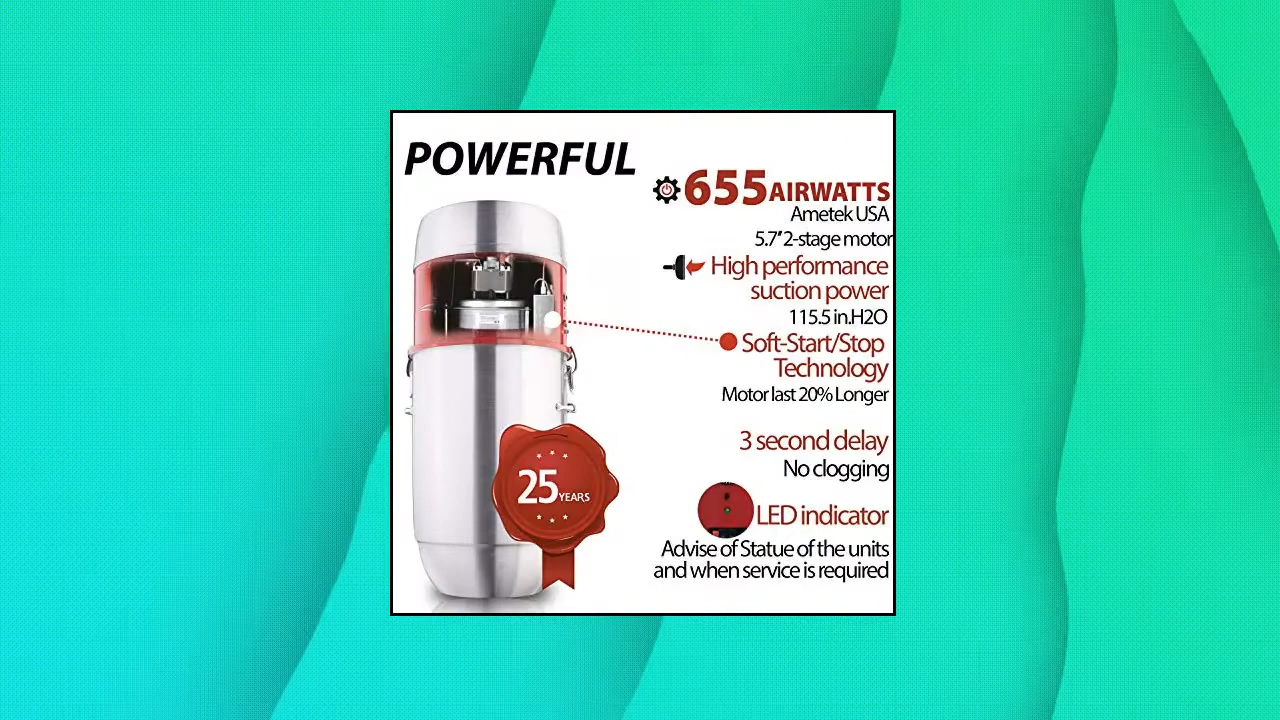 POWERFUL
655 AIRWATTS
Ametek USA
5.7" 2-stage motor
High performance
suction power
115.5 in.H2O
Soft-Start/Stop
Technology
Motor last 20% Longer
3 second delay
No clogging
25 YEARS
LED indicator
Advise of Statue of the units
and when service is required